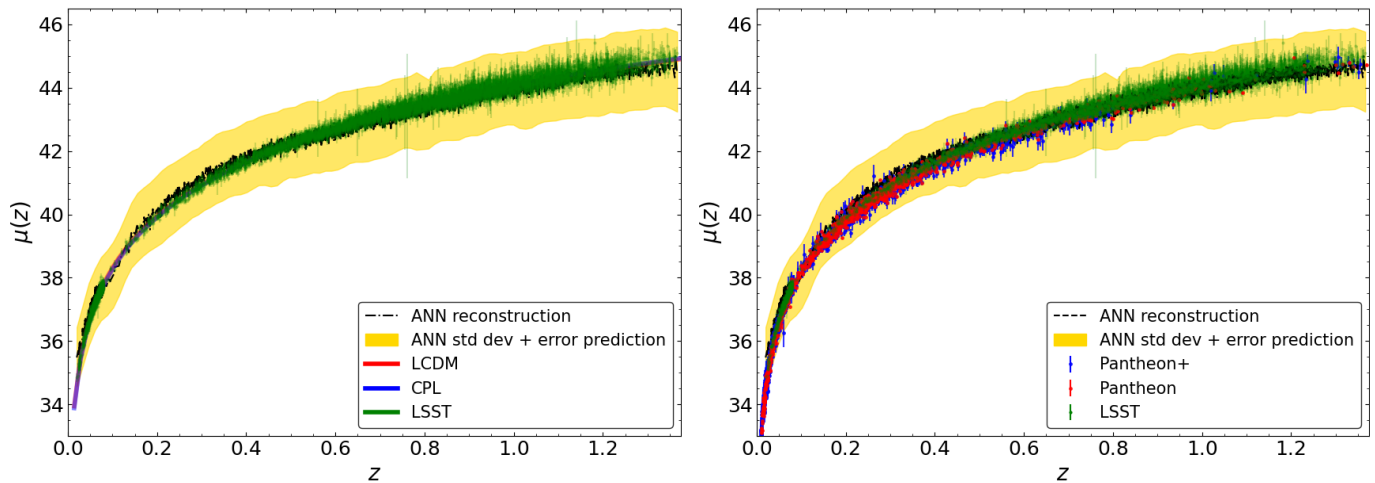 46
44
42
40
38
36
34
μ(z)
ANN reconstruction
ANN std dev + error prediction
LCDM
CPL
LSST
0.0 0.2 0.4 0.6 0.8 1.0 1.2
z
46
44
42
40
38
36
34
μ(z)
ANN reconstruction
ANN std dev + error prediction
Pantheon+
Pantheon
LSST
0.0 0.2 0.4 0.6 0.8 1.0 1.2
z